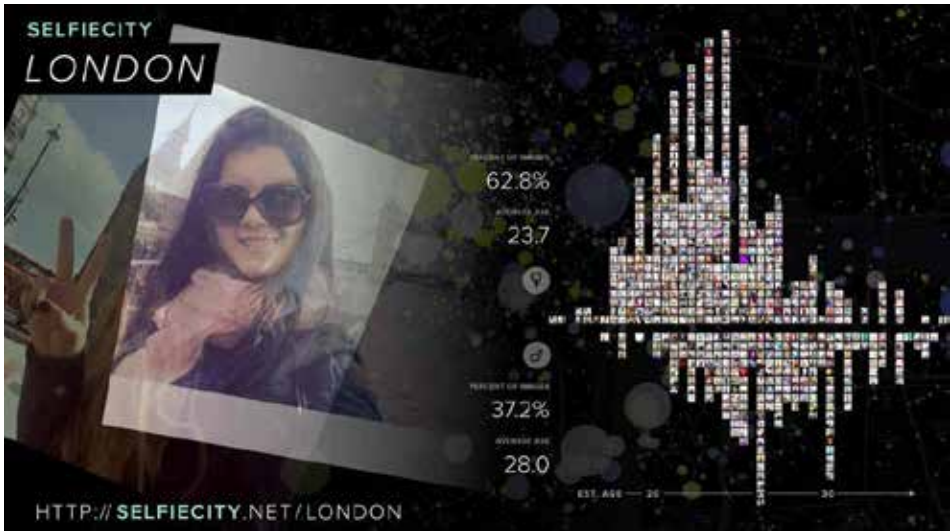 SELFIECITY
LONDON
PERCENT OF IMAGES
62.8%
AVERAGE AGE
23.7
PERCENT OF IMAGES
37.2%
AVERAGE AGE
28.0
EST. AGE 20 30
HTTP://SELFIECITY.NET/LONDON